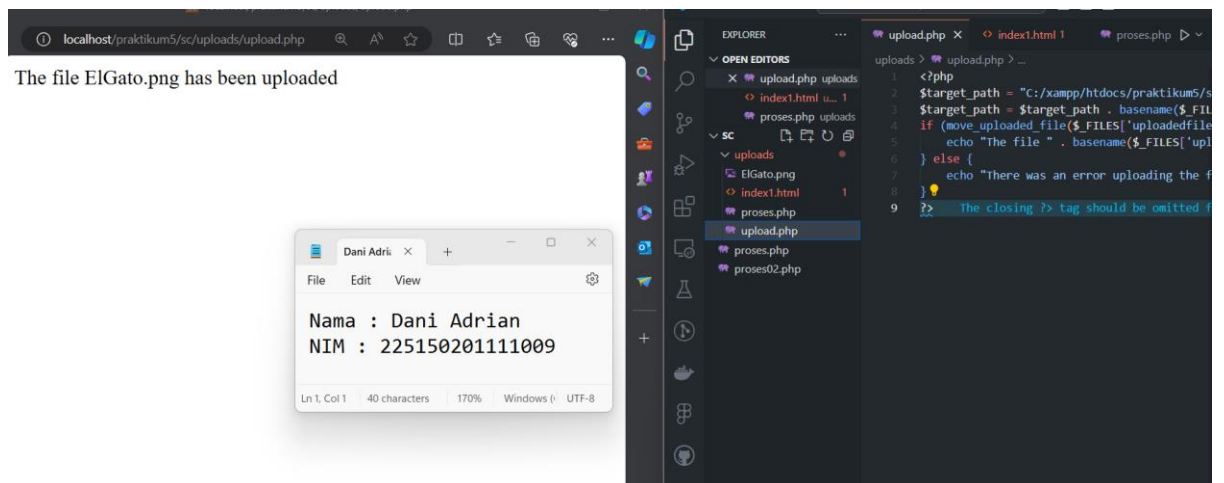 localhost/praktikum5/sc/uploads/upload.php
The file ElGato.png has been uploaded
Dani Adri
File Edit View
Nama : Dani Adrian
NIM : 225150201111009
Ln 1, Col 1 40 characters 170% Windows ( UTF-8
EXPLORER
OPEN EDITORS
upload.php uploads
index1.html u... 1
proses.php uploads
SC
uploads
ElGato.png
index1.html 1
proses.php
upload.php
proses.php
proses02.php
upload.php index1.html 1 proses.php
uploads > upload.php > ...
1 <?php
2 $target_path = "C:/xampp/htdocs/praktikum5/s
3 $target_path = $target_path . basename($_FIL
4 if (move_uploaded_file($_FILES['uploadedfile
5 echo "The file " . basename($_FILES['upl
6 } else {
7 echo "There was an error uploading the f
8 }
9 ?> The closing ?> tag should be omitted f